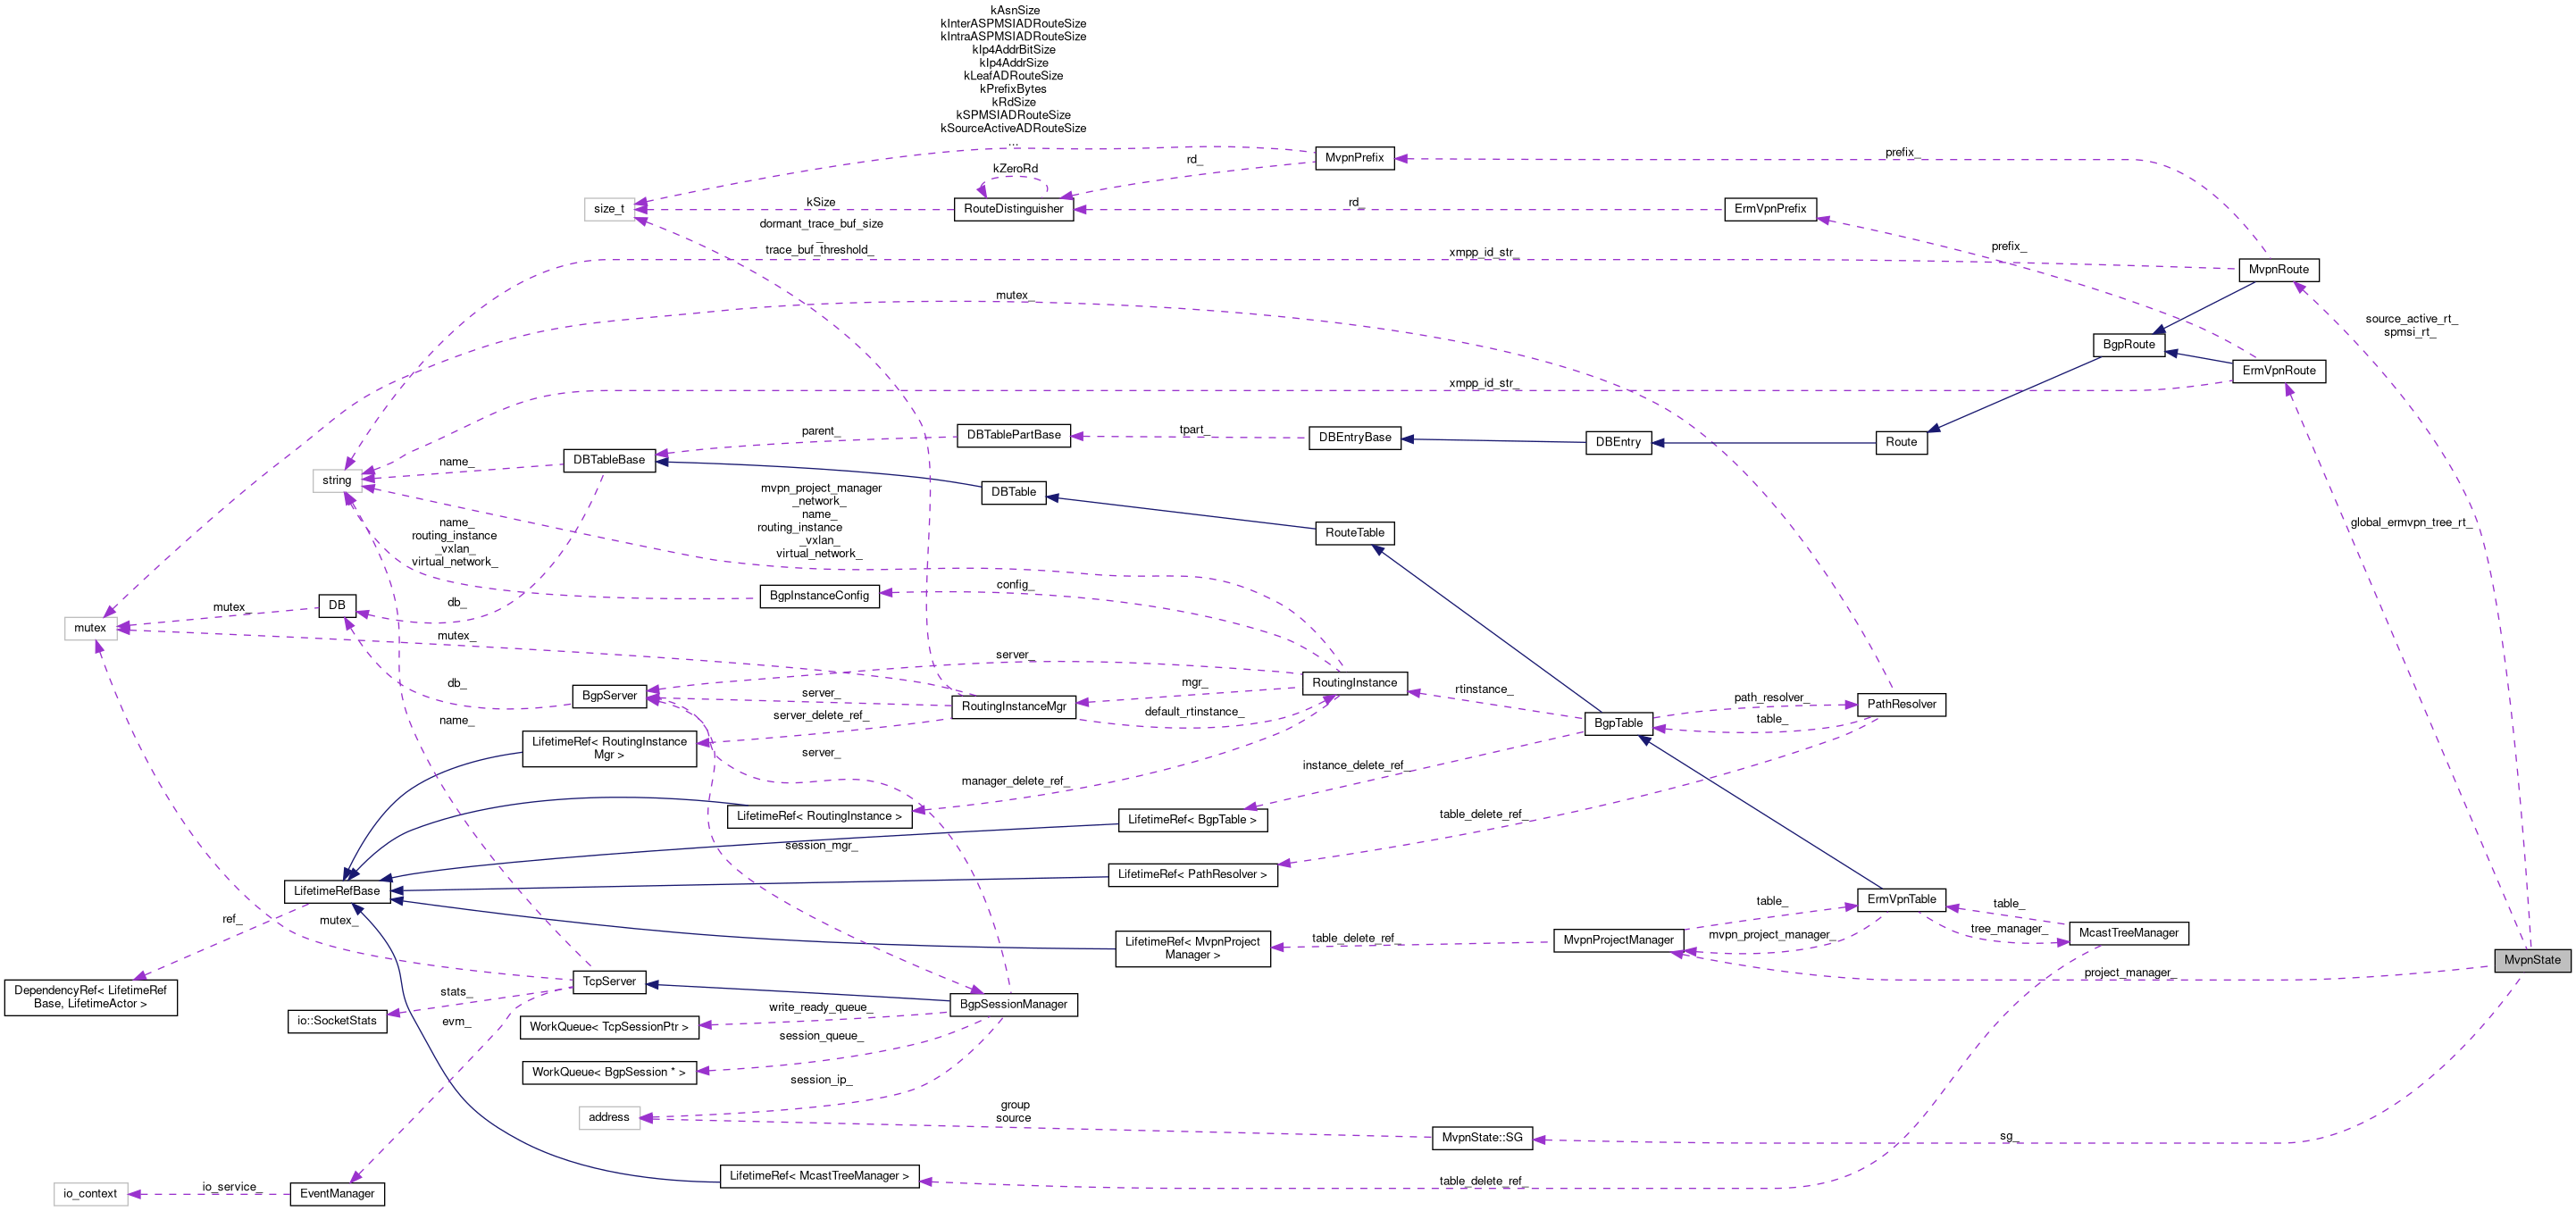 kAsnSize
kInterASPMSIADRouteSize
kIntraASPMSIADRouteSize
kIp4AddrBitSize
kIp4AddrSize
kLeafADRouteSize
kPrefixBytes
kRdSize
kSPMSIADRouteSize
kSourceActiveADRouteSize
...
rd_
MvpnPrefix
prefix_
kZeroRd
size_t
kSize
RouteDistinguisher
rd_
ErmVpnPrefix
dormant_trace_buf_size
_
trace_buf_threshold_
xmpp_id_str_
prefix_
MvpnRoute
mutex_
source_active_rt_
spmsi_rt_
BgpRoute
ErmVpnRoute
xmpp_id_str_
parent_
DBTablePartBase
tpart_
DBEntryBase
DBEntry
Route
name_
DBTableBase
string
DBTable
mvpn_project_manager
_network_
name_
routing_instance
_vxlan_
virtual_network_
name_
routing_instance
_vxlan_
virtual_network_
RouteTable
global_ermvpn_tree_rt_
config_
BgpInstanceConfig
DB
db_
mutex_
mutex
mutex_
server_
RoutingInstance
mgr_
rtinstance_
path_resolver_
PathResolver
db_
BgpServer
server_
RoutingInstanceMgr
default_rtinstance_
BgpTable
table_
name_
server_delete_ref_
LifetimeRef< RoutingInstance
Mgr >
server_
instance_delete_ref_
manager_delete_ref_
LifetimeRef< RoutingInstance >
LifetimeRef< BgpTable >
table_delete_ref_
session_mgr_
LifetimeRef< PathResolver >
LifetimeRefBase
ErmVpnTable
table_
table_
ref_
mutex_
McastTreeManager
tree_manager_
mvpn_project_manager_
MvpnProjectManager
table_delete_ref_
LifetimeRef< MvpnProject
Manager >
MvpnState
project_manager_
DependencyRef< LifetimeRef
Base, LifetimeActor >
TcpServer
stats_
io::SocketStats
evm_
BgpSessionManager
write_ready_queue_
WorkQueue< TcpSessionPtr >
session_queue_
WorkQueue< BgpSession * >
session_ip_
address
group
source
MvpnState::SG
sg_
LifetimeRef< McastTreeManager >
table_delete_ref_
io_context
io_service_
EventManager